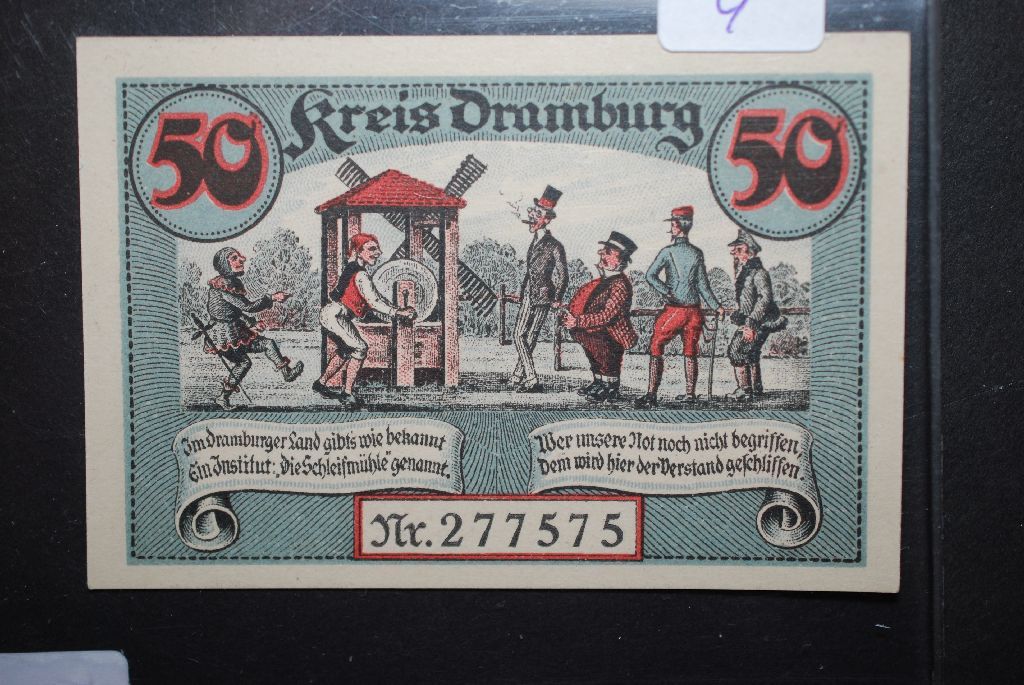 9
50 Kreis Dramburg 50
Im Dramburger Land gibts wie bekannt
Ein Institut: „Die Schleifmühle" genannt.
Wer unsere Not noch nicht begriffen,
Dem wird hier der Verstand geschliffen.
Nr. 277575